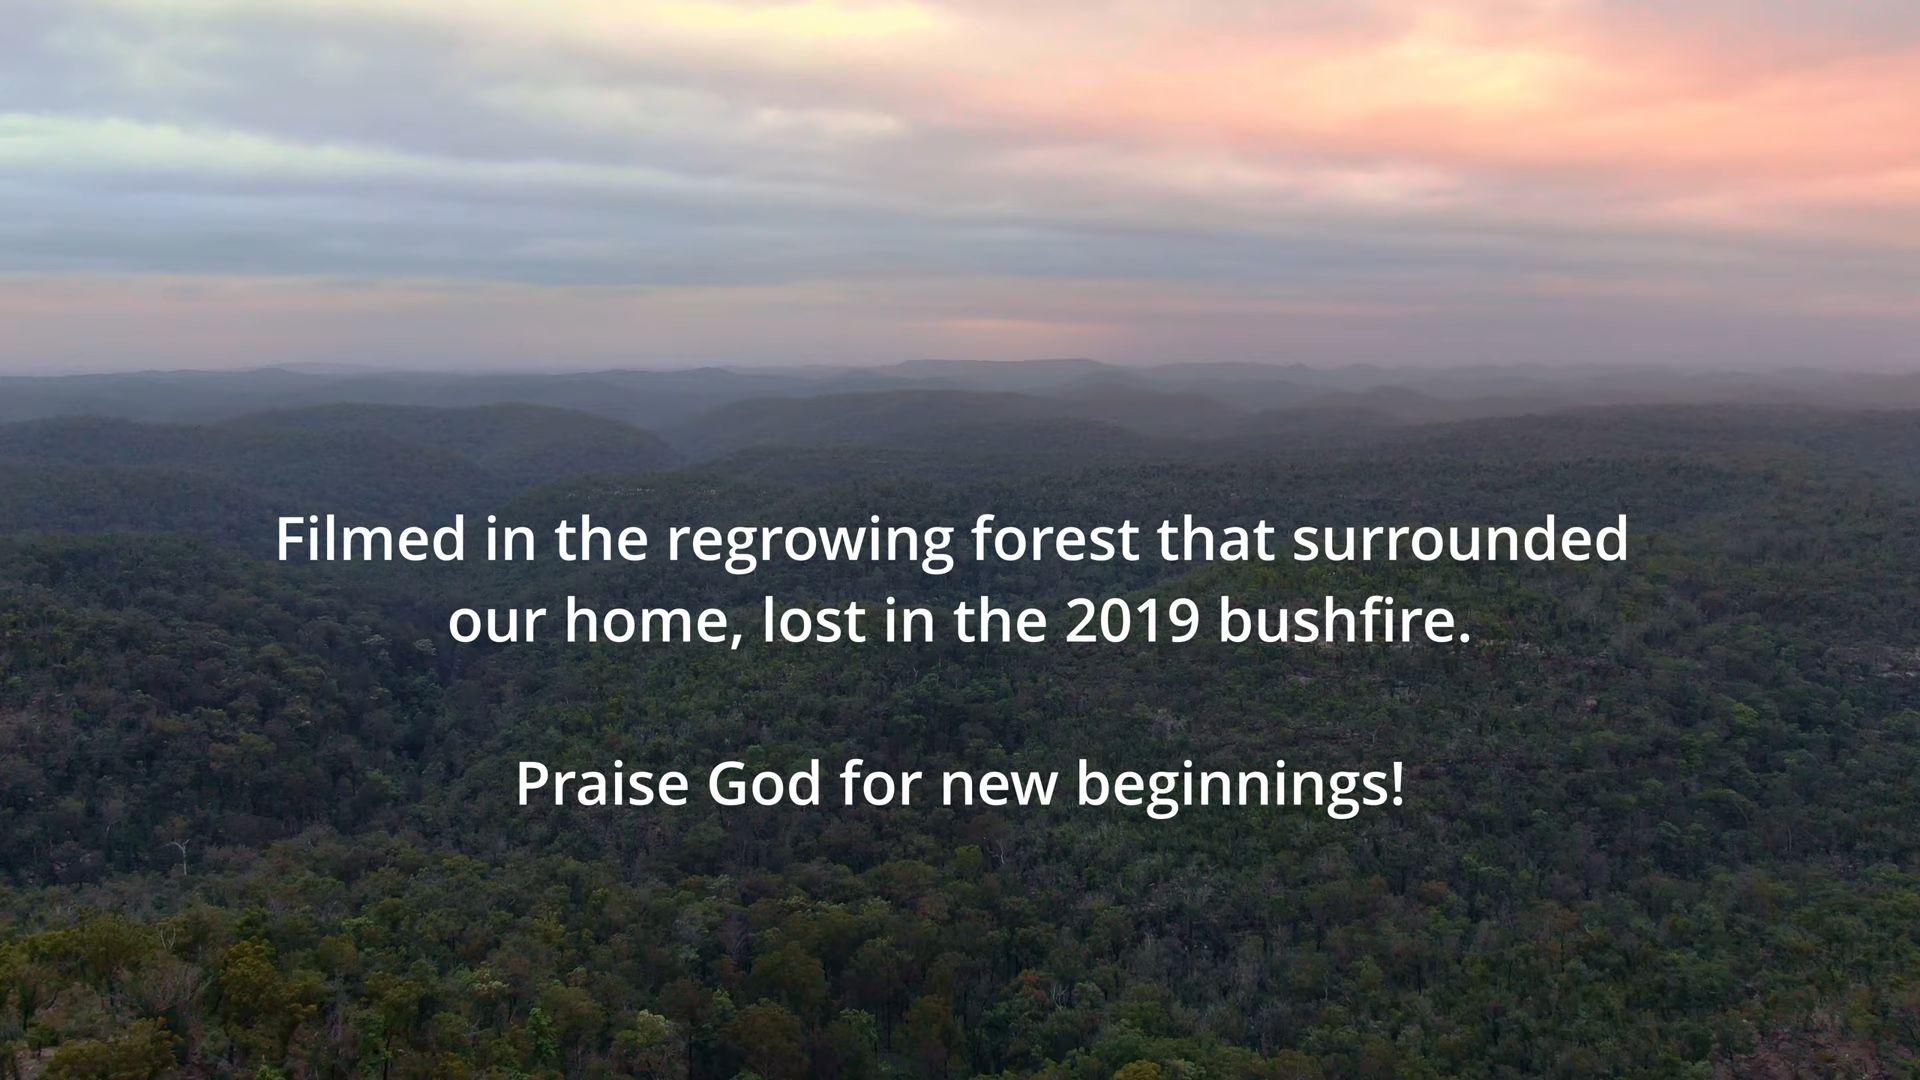 Filmed in the regrowing forest that surrounded
our home, lost in the 2019 bushfire.
Praise God for new beginnings!